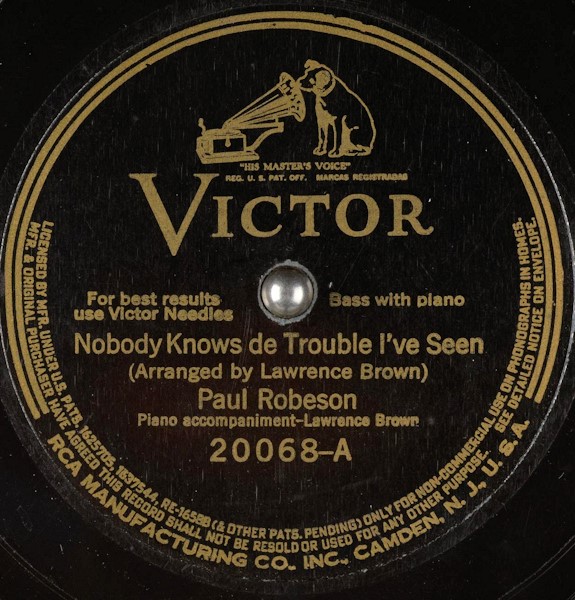 "HIS MASTER'S VOICE"
REG. U. S. PAT. OFF. MARCAS REGISTRADAS
VICTOR
For best results
use Victor Needles
Bass with piano
Nobody Knows de Trouble I've Seen
(Arranged by Lawrence Brown)
Paul Robeson
Piano accompaniment-Lawrence Brown
20068-A
LICENSED BY MFR. UNDER U.S. PATS. 1625705, 1637544, RE-16588 (& OTHER PATS. PENDING) ONLY FOR NON-COMMERCIAL USE ON PHONOGRAPHS IN HOMES.
MFR. & ORIGINAL PURCHASER HAVE AGREED THIS RECORD SHALL NOT BE RESOLD OR USED FOR ANY OTHER PURPOSE. SEE DETAILED NOTICE ON ENVELOPE.
RCA MANUFACTURING CO. INC., CAMDEN, N. J., U. S. A.